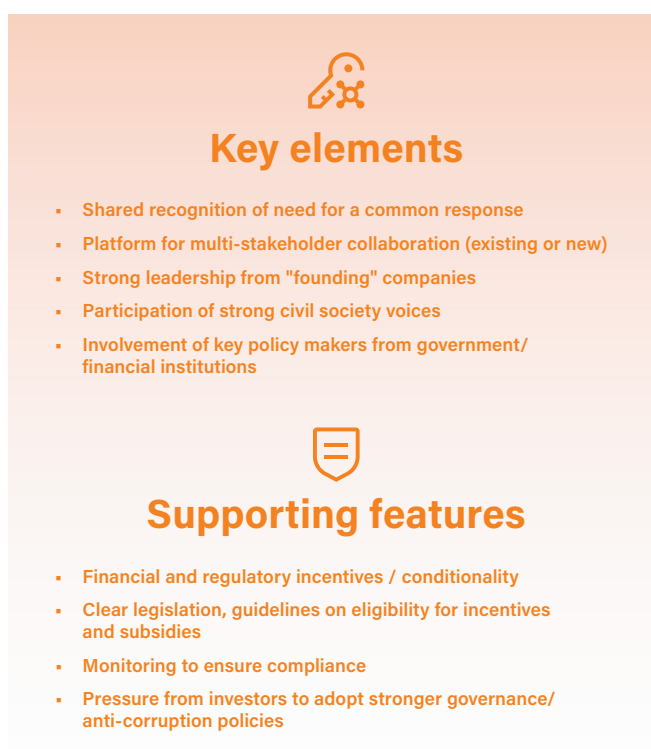 Key elements
▪ Shared recognition of need for a common response
▪ Platform for multi-stakeholder collaboration (existing or new)
▪ Strong leadership from "founding" companies
▪ Participation of strong civil society voices
▪ Involvement of key policy makers from government/
financial institutions
Supporting features
▪ Financial and regulatory incentives / conditionality
▪ Clear legislation, guidelines on eligibility for incentives
and subsidies
▪ Monitoring to ensure compliance
▪ Pressure from investors to adopt stronger governance/
anti-corruption policies